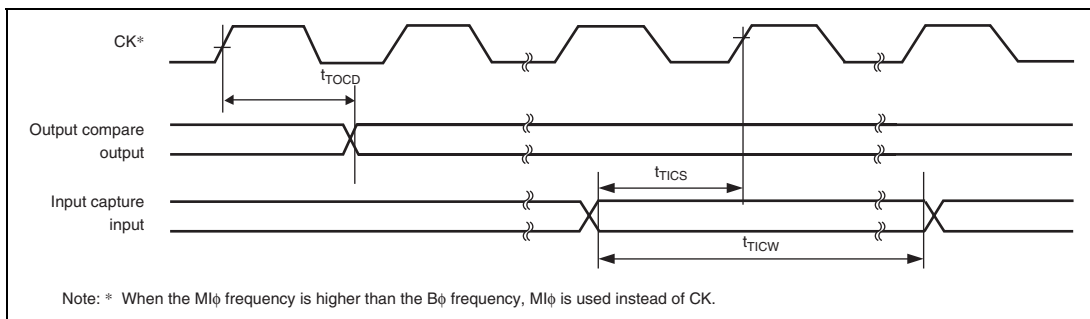 CK*
tTOCD
Output compare
output
tTICS
Input capture
input
tTICW
Note: * When the MIϕ frequency is higher than the Bϕ frequency, MIϕ is used instead of CK.